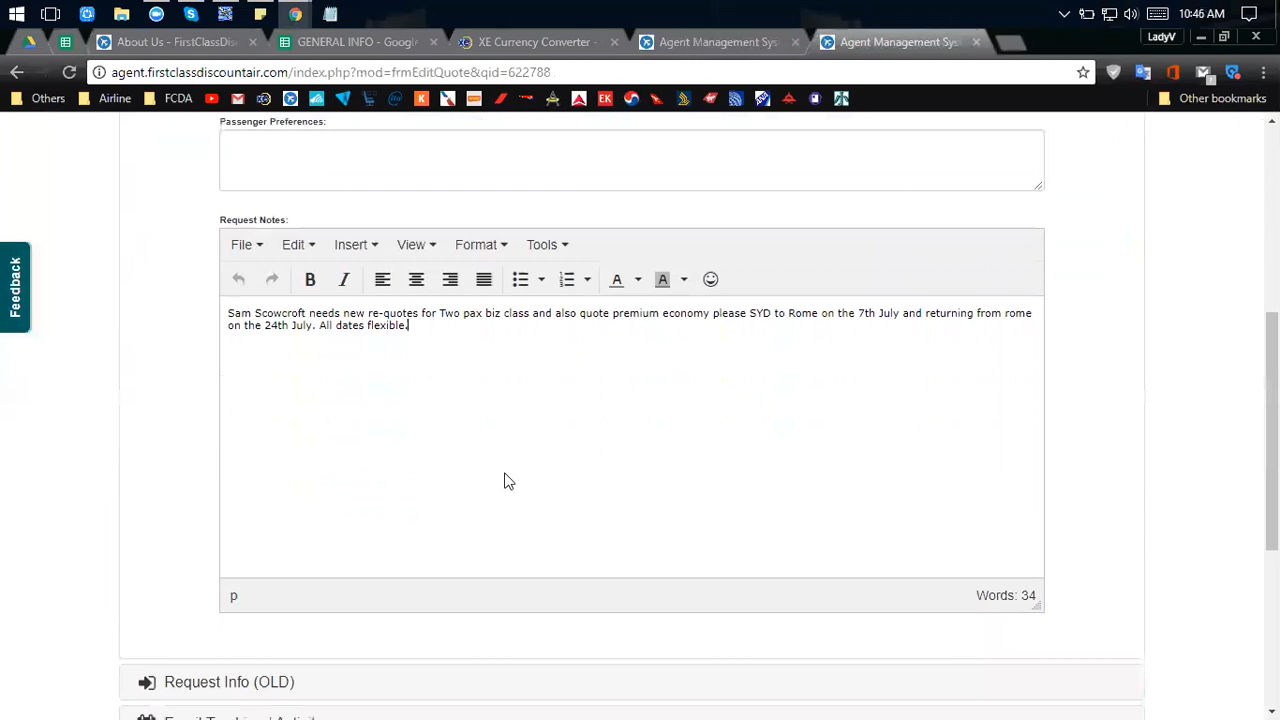 10:46 AM
LadyV
About Us - FirstClassDis
GENERAL INFO - Google
XE Currency Converter -
Agent Management Sys
Agent Management Sys
agent.firstclassdiscountair.com/index.php?mod=frmEditQuote&qid=622788
Others
Airline
FCDA
EK
Other bookmarks
Passenger Preferences:
Request Notes:
File Edit Insert View Format Tools
B I A A
Sam Scowcroft needs new re-quotes for Two pax biz class and also quote premium economy please SYD to Rome on the 7th July and returning from rome
on the 24th July. All dates flexible.
p
Words: 34
Feedback
Request Info (OLD)